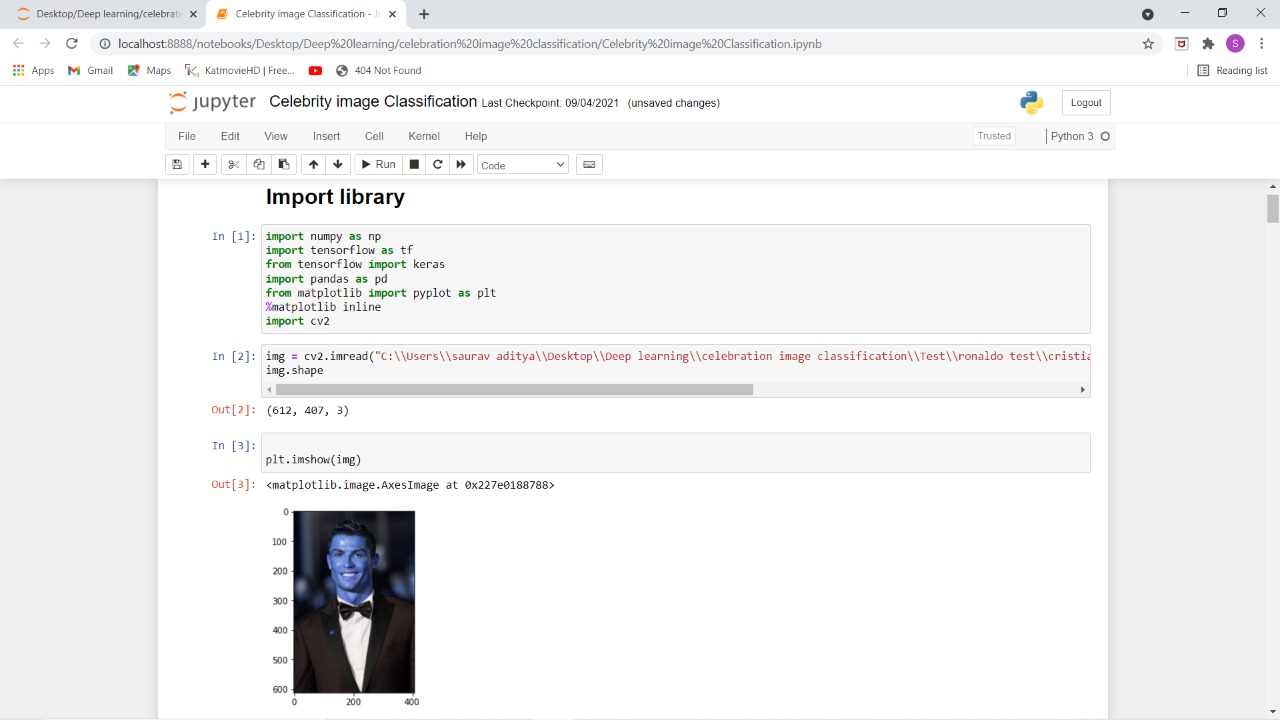 Desktop/Deep learning/celebrati
Celebrity image Classification - J
localhost:8888/notebooks/Desktop/Deep%20learning/celebration%20image%20classification/Celebrity%20image%20Classification.ipynb
S
Apps
Gmail
Maps
KatmovieHD | Free...
404 Not Found
Reading list
jupyter
Celebrity image Classification
Last Checkpoint: 09/04/2021
(unsaved changes)
Logout
File
Edit
View
Insert
Cell
Kernel
Help
Trusted
Python 3
Run
Code
Import library
In [1]:
import numpy as np
import tensorflow as tf
from tensorflow import keras
import pandas as pd
from matplotlib import pyplot as plt
%matplotlib inline
import cv2
In [2]:
img = cv2.imread("C:\\Users\\saurav aditya\\Desktop\\Deep learning\\celebration image classification\\Test\\ronaldo test\\cristia
img.shape
Out[2]:
(612, 407, 3)
In [3]:
plt.imshow(img)
Out[3]:
<matplotlib.image.AxesImage at 0x227e0188788>
0
100
200
300
400
500
600
0
200
400